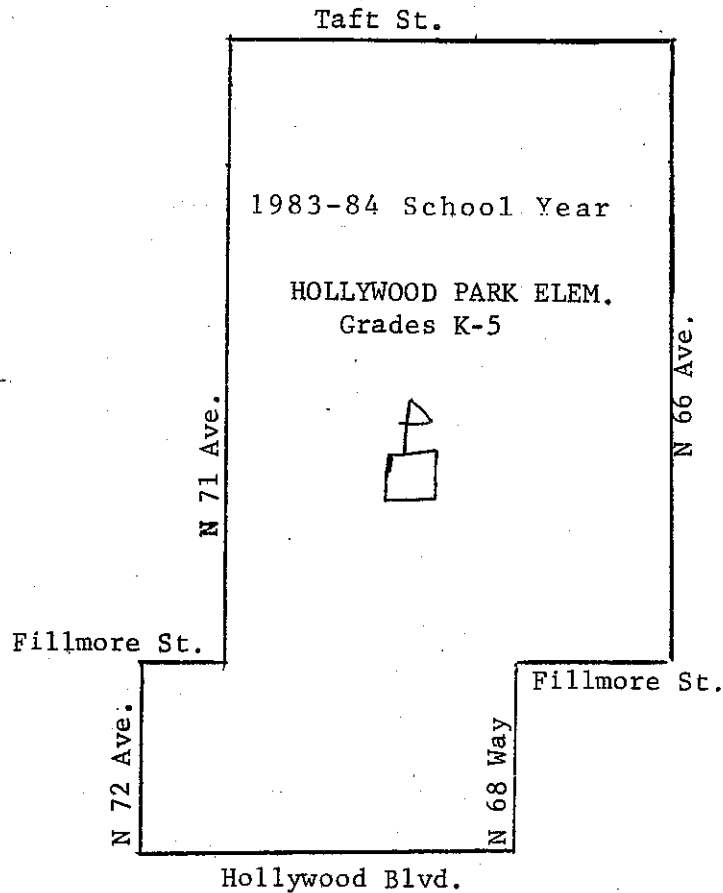 Taft St.
1983-84 School Year
HOLLYWOOD PARK ELEM.
Grades K-5
N 66 Ave.
N 71 Ave.
Fillmore St.
Fillmore St.
N 72 Ave.
N 68 Way
Hollywood Blvd.